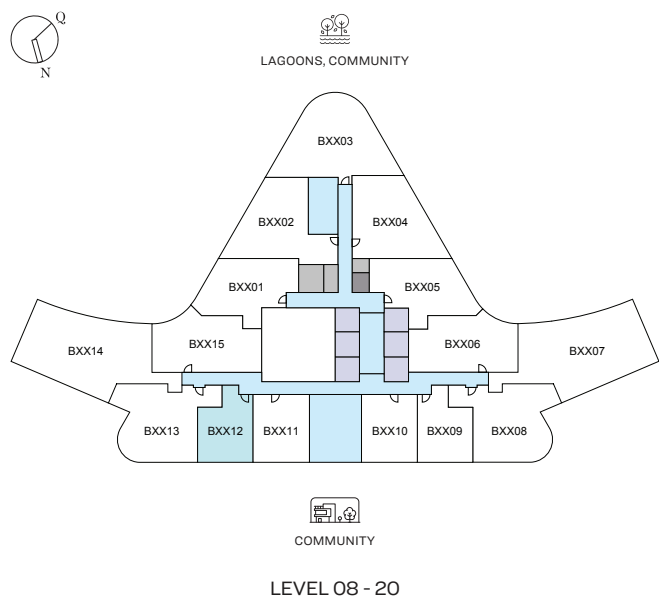 Q
N
LAGOONS, COMMUNITY
BXX03
BXX02
BXX04
BXX01
BXX05
BXX14
BXX15
BXX06
BXX07
BXX13
BXX12
BXX11
BXX10
BXX09
BXX08
COMMUNITY
LEVEL 08 - 20